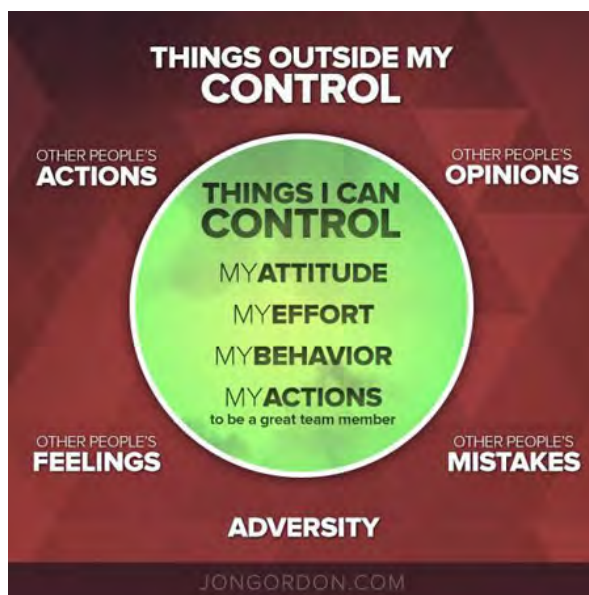 THINGS OUTSIDE MY
CONTROL
OTHER PEOPLE'S
ACTIONS
OTHER PEOPLE'S
OPINIONS
THINGS I CAN
CONTROL
MYATTITUDE
MYEFFORT
MYBEHAVIOR
MYACTIONS
to be a great team member
OTHER PEOPLE'S
FEELINGS
OTHER PEOPLE'S
MISTAKES
ADVERSITY
JONGORDON.COM